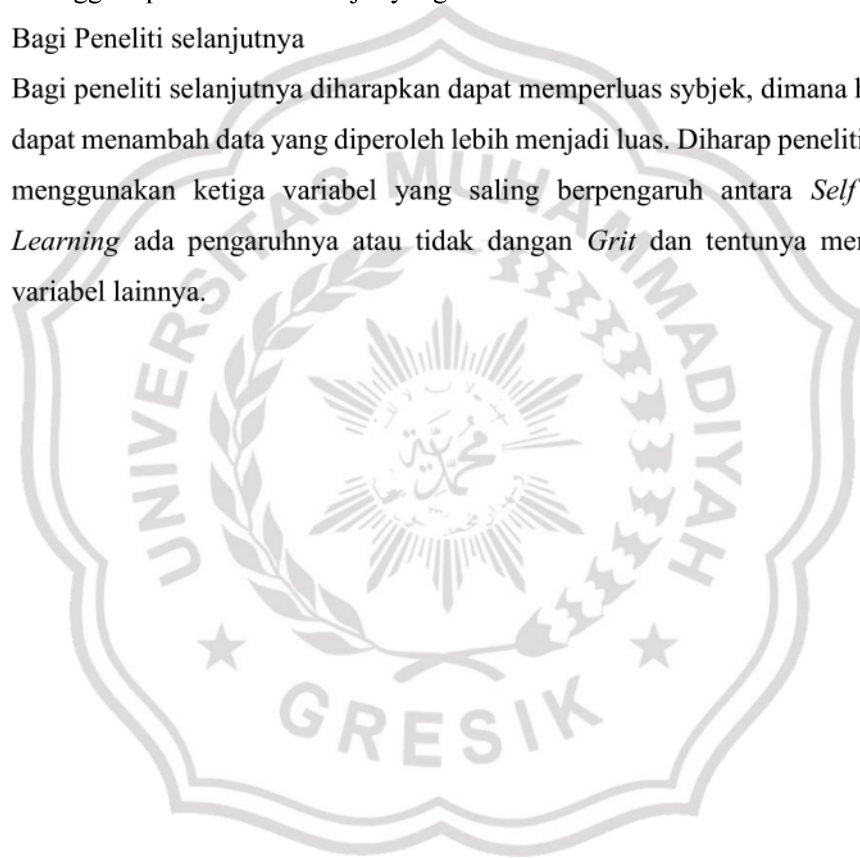 Bagi Peneliti selanjutnya
Bagi peneliti selanjutnya diharapkan dapat memperluas sybjek, dimana
dapat menambah data yang diperoleh lebih menjadi luas. Diharap peneliti
menggunakan ketiga variabel yang saling berpengaruh antara Self
Learning ada pengaruhnya atau tidak dangan Grit dan tentunya
variabel lainnya.
UNIVERSITAS MUHAMMADIYAH
GRESIK